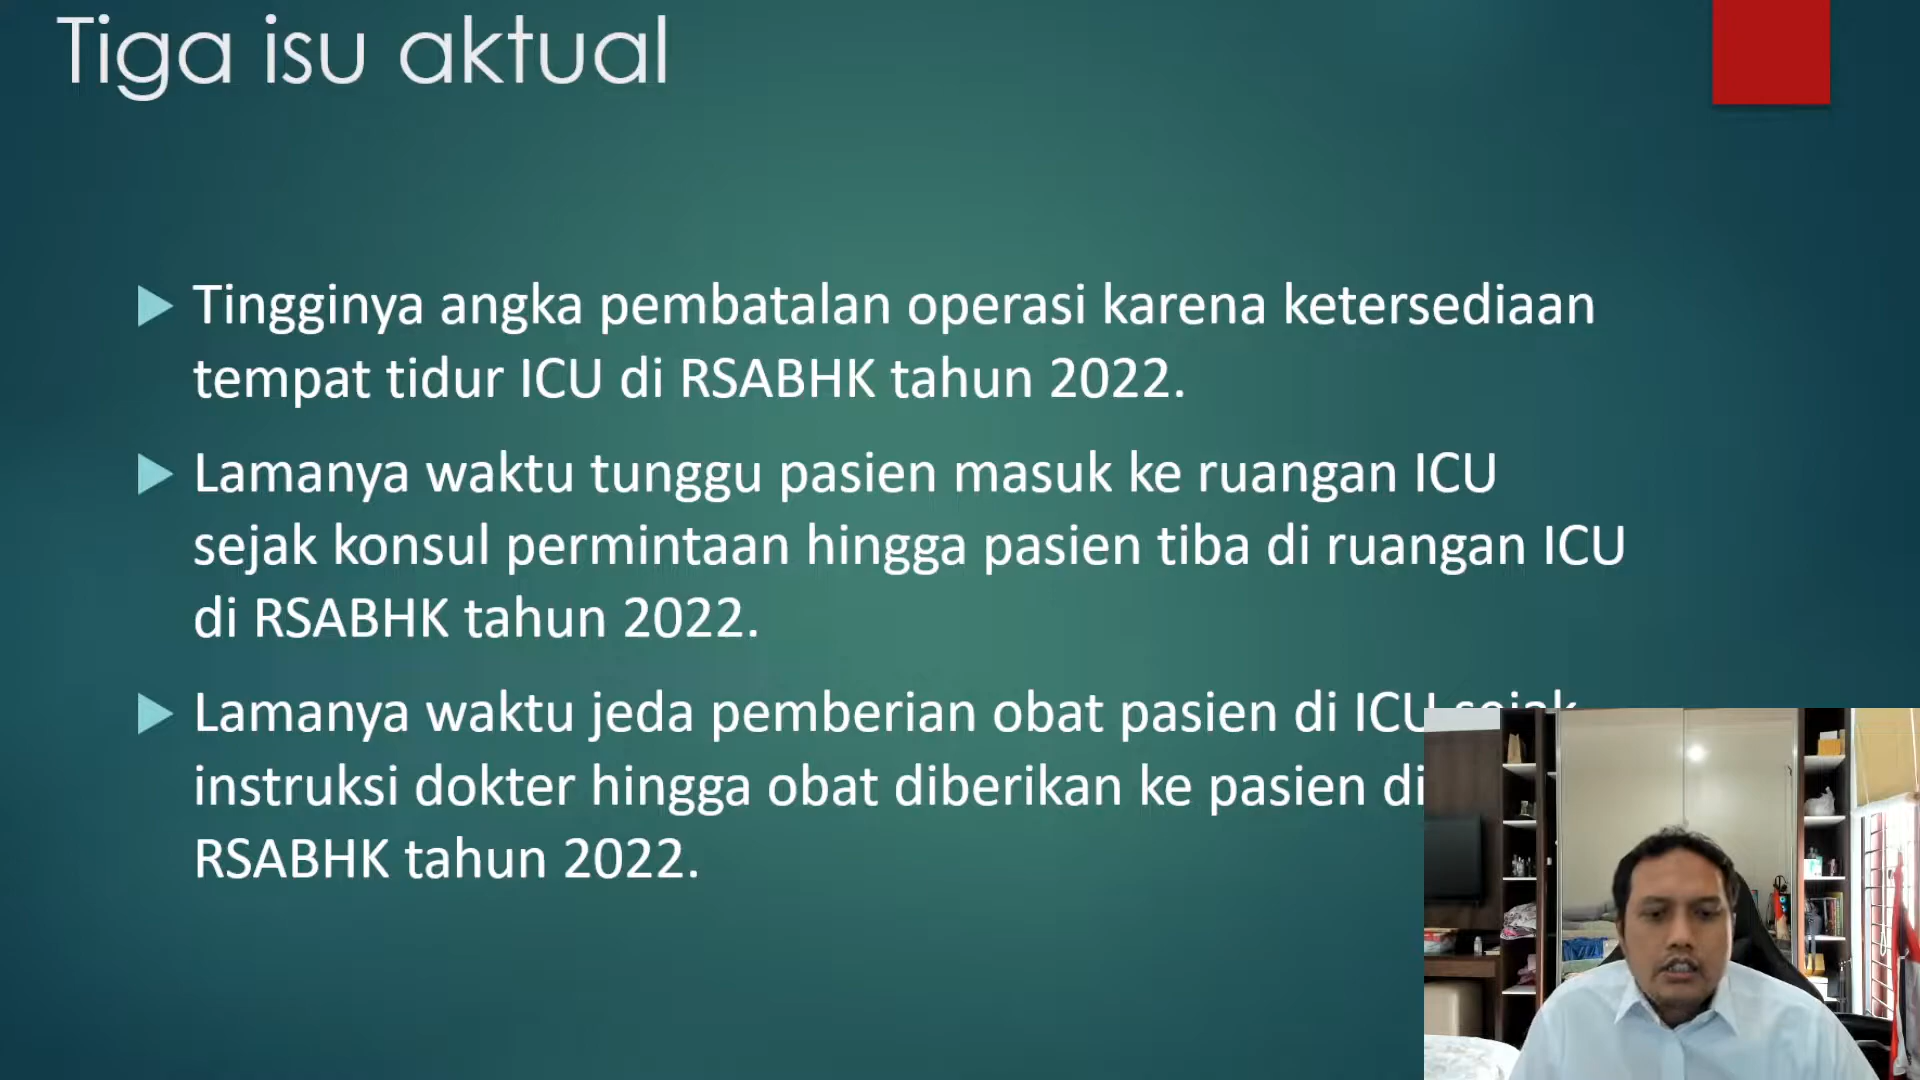 Tiga isu aktual
Tingginya angka pembatalan operasi karena ketersediaan
tempat tidur ICU di RSABHK tahun 2022.
Lamanya waktu tunggu pasien masuk ke ruangan ICU
sejak konsul permintaan hingga pasien tiba di ruangan ICU
di RSABHK tahun 2022.
Lamanya waktu jeda pemberian obat pasien di ICU sejak
instruksi dokter hingga obat diberikan ke pasien di
RSABHK tahun 2022.